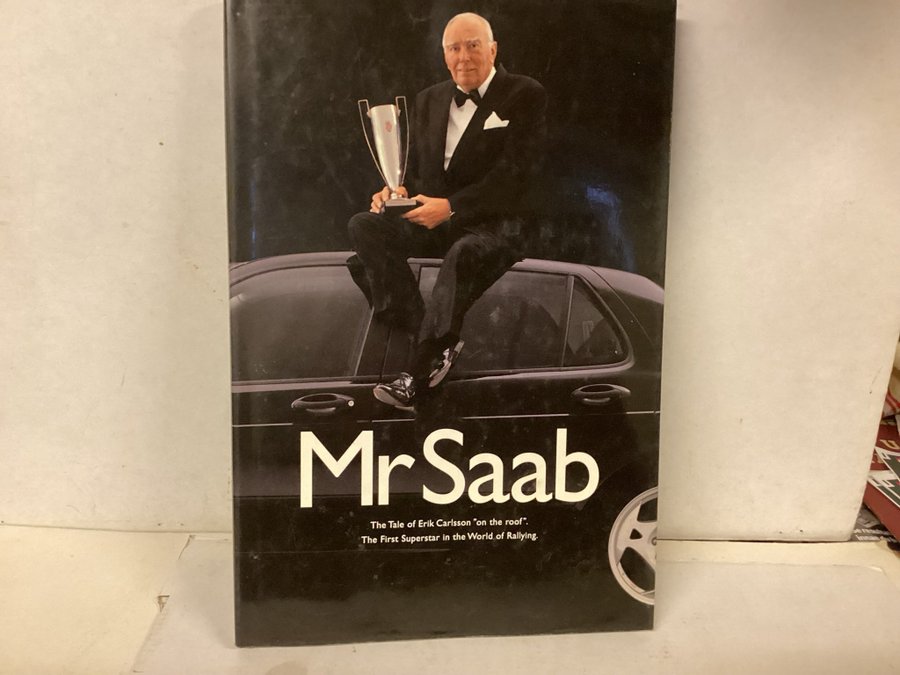 Mr Saab
The Tale of Erik Carlsson "on the roof".
The First Superstar in the World of Rallying.